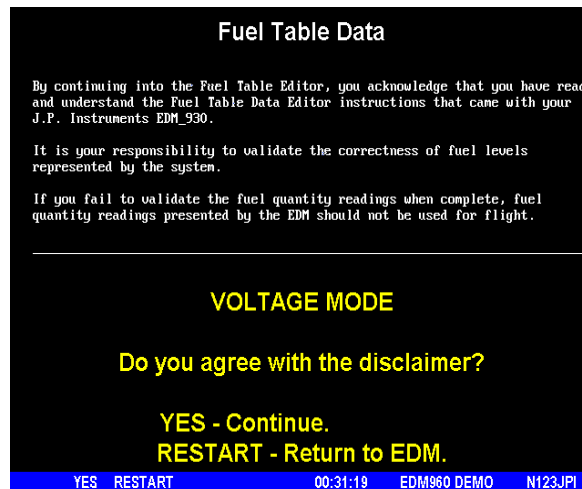 Fuel Table Data
By continuing into the Fuel Table Editor, you acknowledge that you have read
and understand the Fuel Table Data Editor instructions that came with your
J.P. Instruments EDM_930.
It is your responsibility to validate the correctness of fuel levels
represented by the system.
If you fail to validate the fuel quantity readings when complete, fuel
quantity readings presented by the EDM should not be used for flight.
VOLTAGE MODE
Do you agree with the disclaimer?
YES - Continue.
RESTART - Return to EDM.
YES RESTART 00:31:19 EDM960 DEMO N123JPI